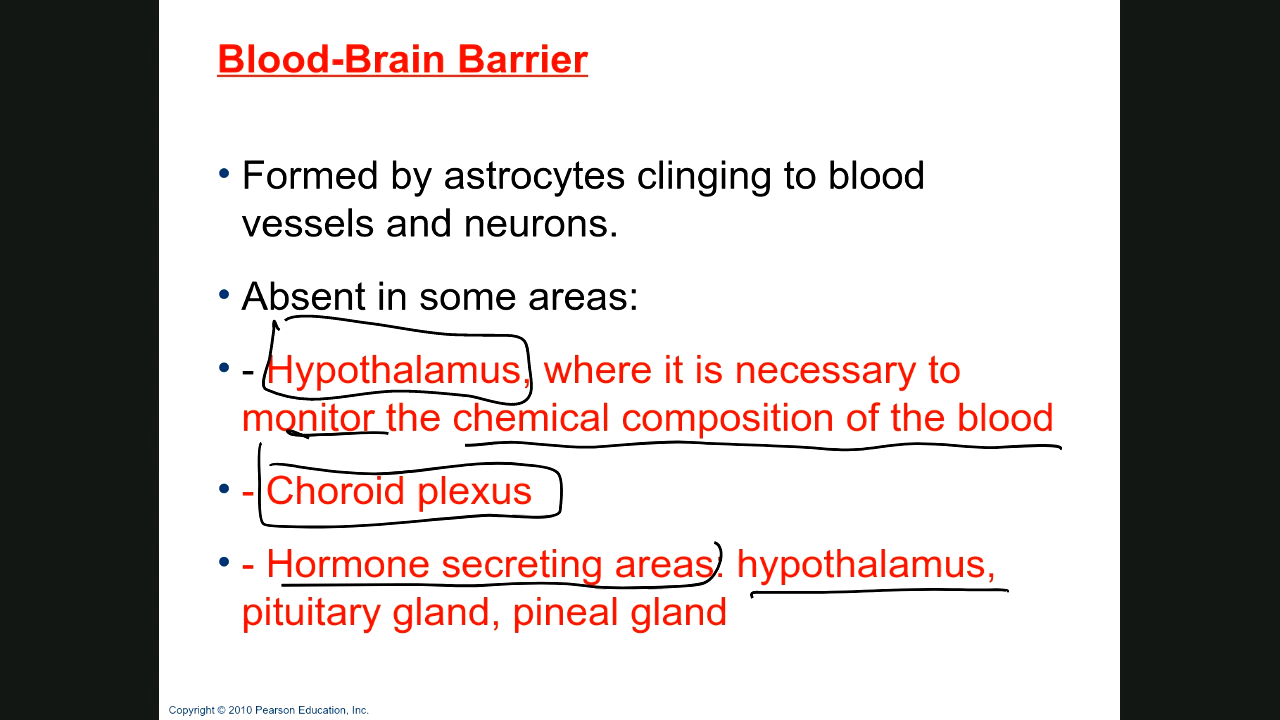 Blood-Brain Barrier
• Formed by astrocytes clinging to blood
vessels and neurons.
• Absent in some areas:
• - Hypothalamus, where it is necessary to
monitor the chemical composition of the blood
• - Choroid plexus
• - Hormone secreting areas: hypothalamus,
pituitary gland, pineal gland
Copyright © 2010 Pearson Education, Inc.